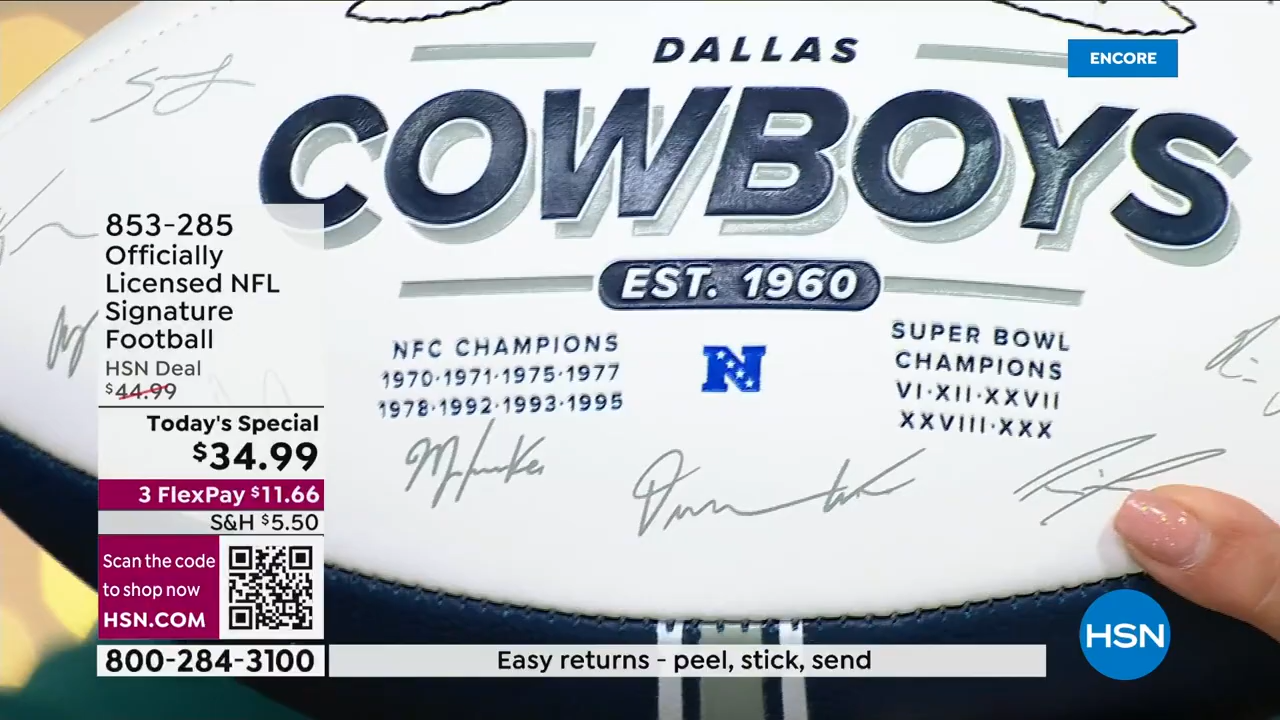 DALLAS
COWBOYS
EST. 1960
NFC CHAMPIONS
1970·1971·1975·1977
1978·1992·1993·1995
N
SUPER BOWL
CHAMPIONS
VI·XII·XXVII
XXVIII·XXX
ENCORE
853-285
Officially
Licensed NFL
Signature
Football
HSN Deal
$44.99
Today's Special
$34.99
3 FlexPay $11.66
S&H $5.50
Scan the code
to shop now
HSN.COM
800-284-3100
Easy returns - peel, stick, send
HSN